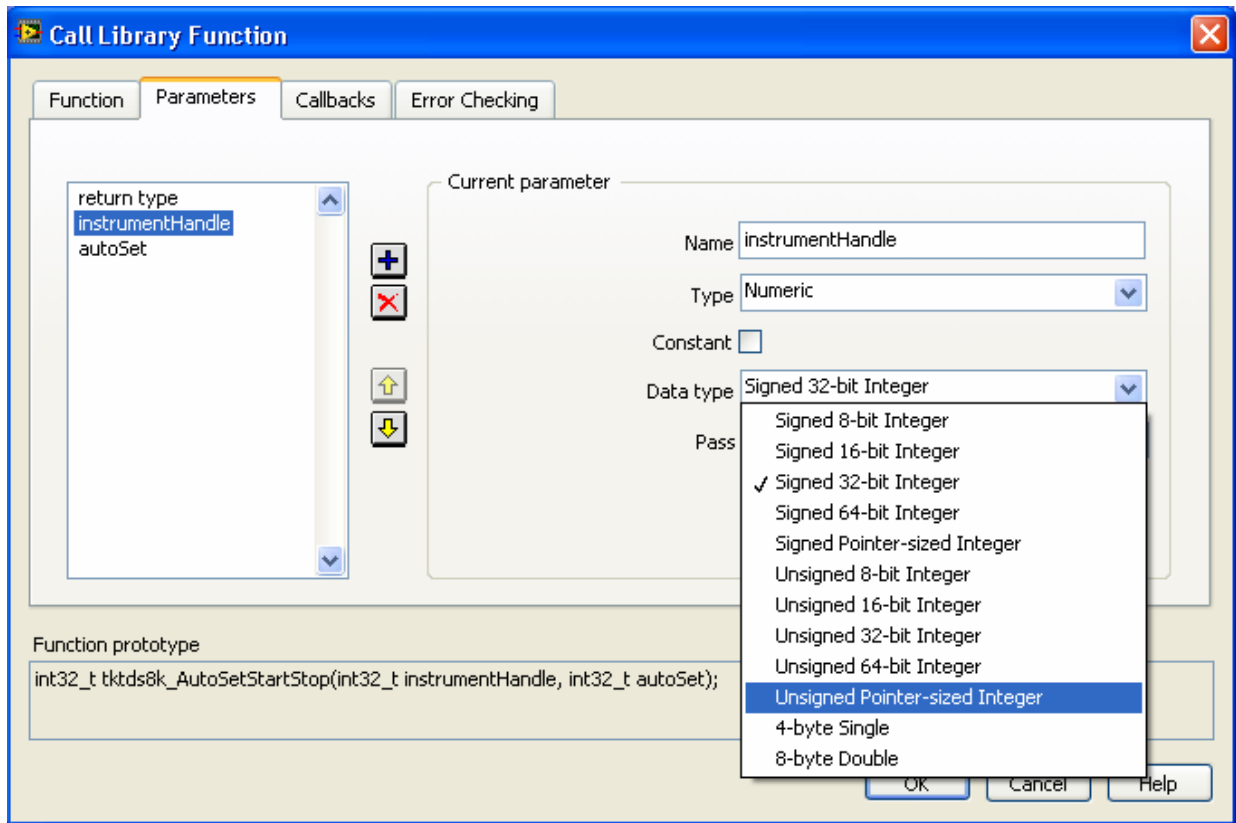 Call Library Function
Function Parameters Callbacks Error Checking
return type
instrumentHandle
autoSet
Current parameter
Name instrumentHandle
Type Numeric
Constant
Data type Signed 32-bit Integer
Pass
Signed 8-bit Integer
Signed 16-bit Integer
Signed 32-bit Integer
Signed 64-bit Integer
Signed Pointer-sized Integer
Unsigned 8-bit Integer
Unsigned 16-bit Integer
Unsigned 32-bit Integer
Unsigned 64-bit Integer
Unsigned Pointer-sized Integer
4-byte Single
8-byte Double
Function prototype
int32_t tktds8k_AutoSetStartStop(int32_t instrumentHandle, int32_t autoSet);
OK Cancel Help